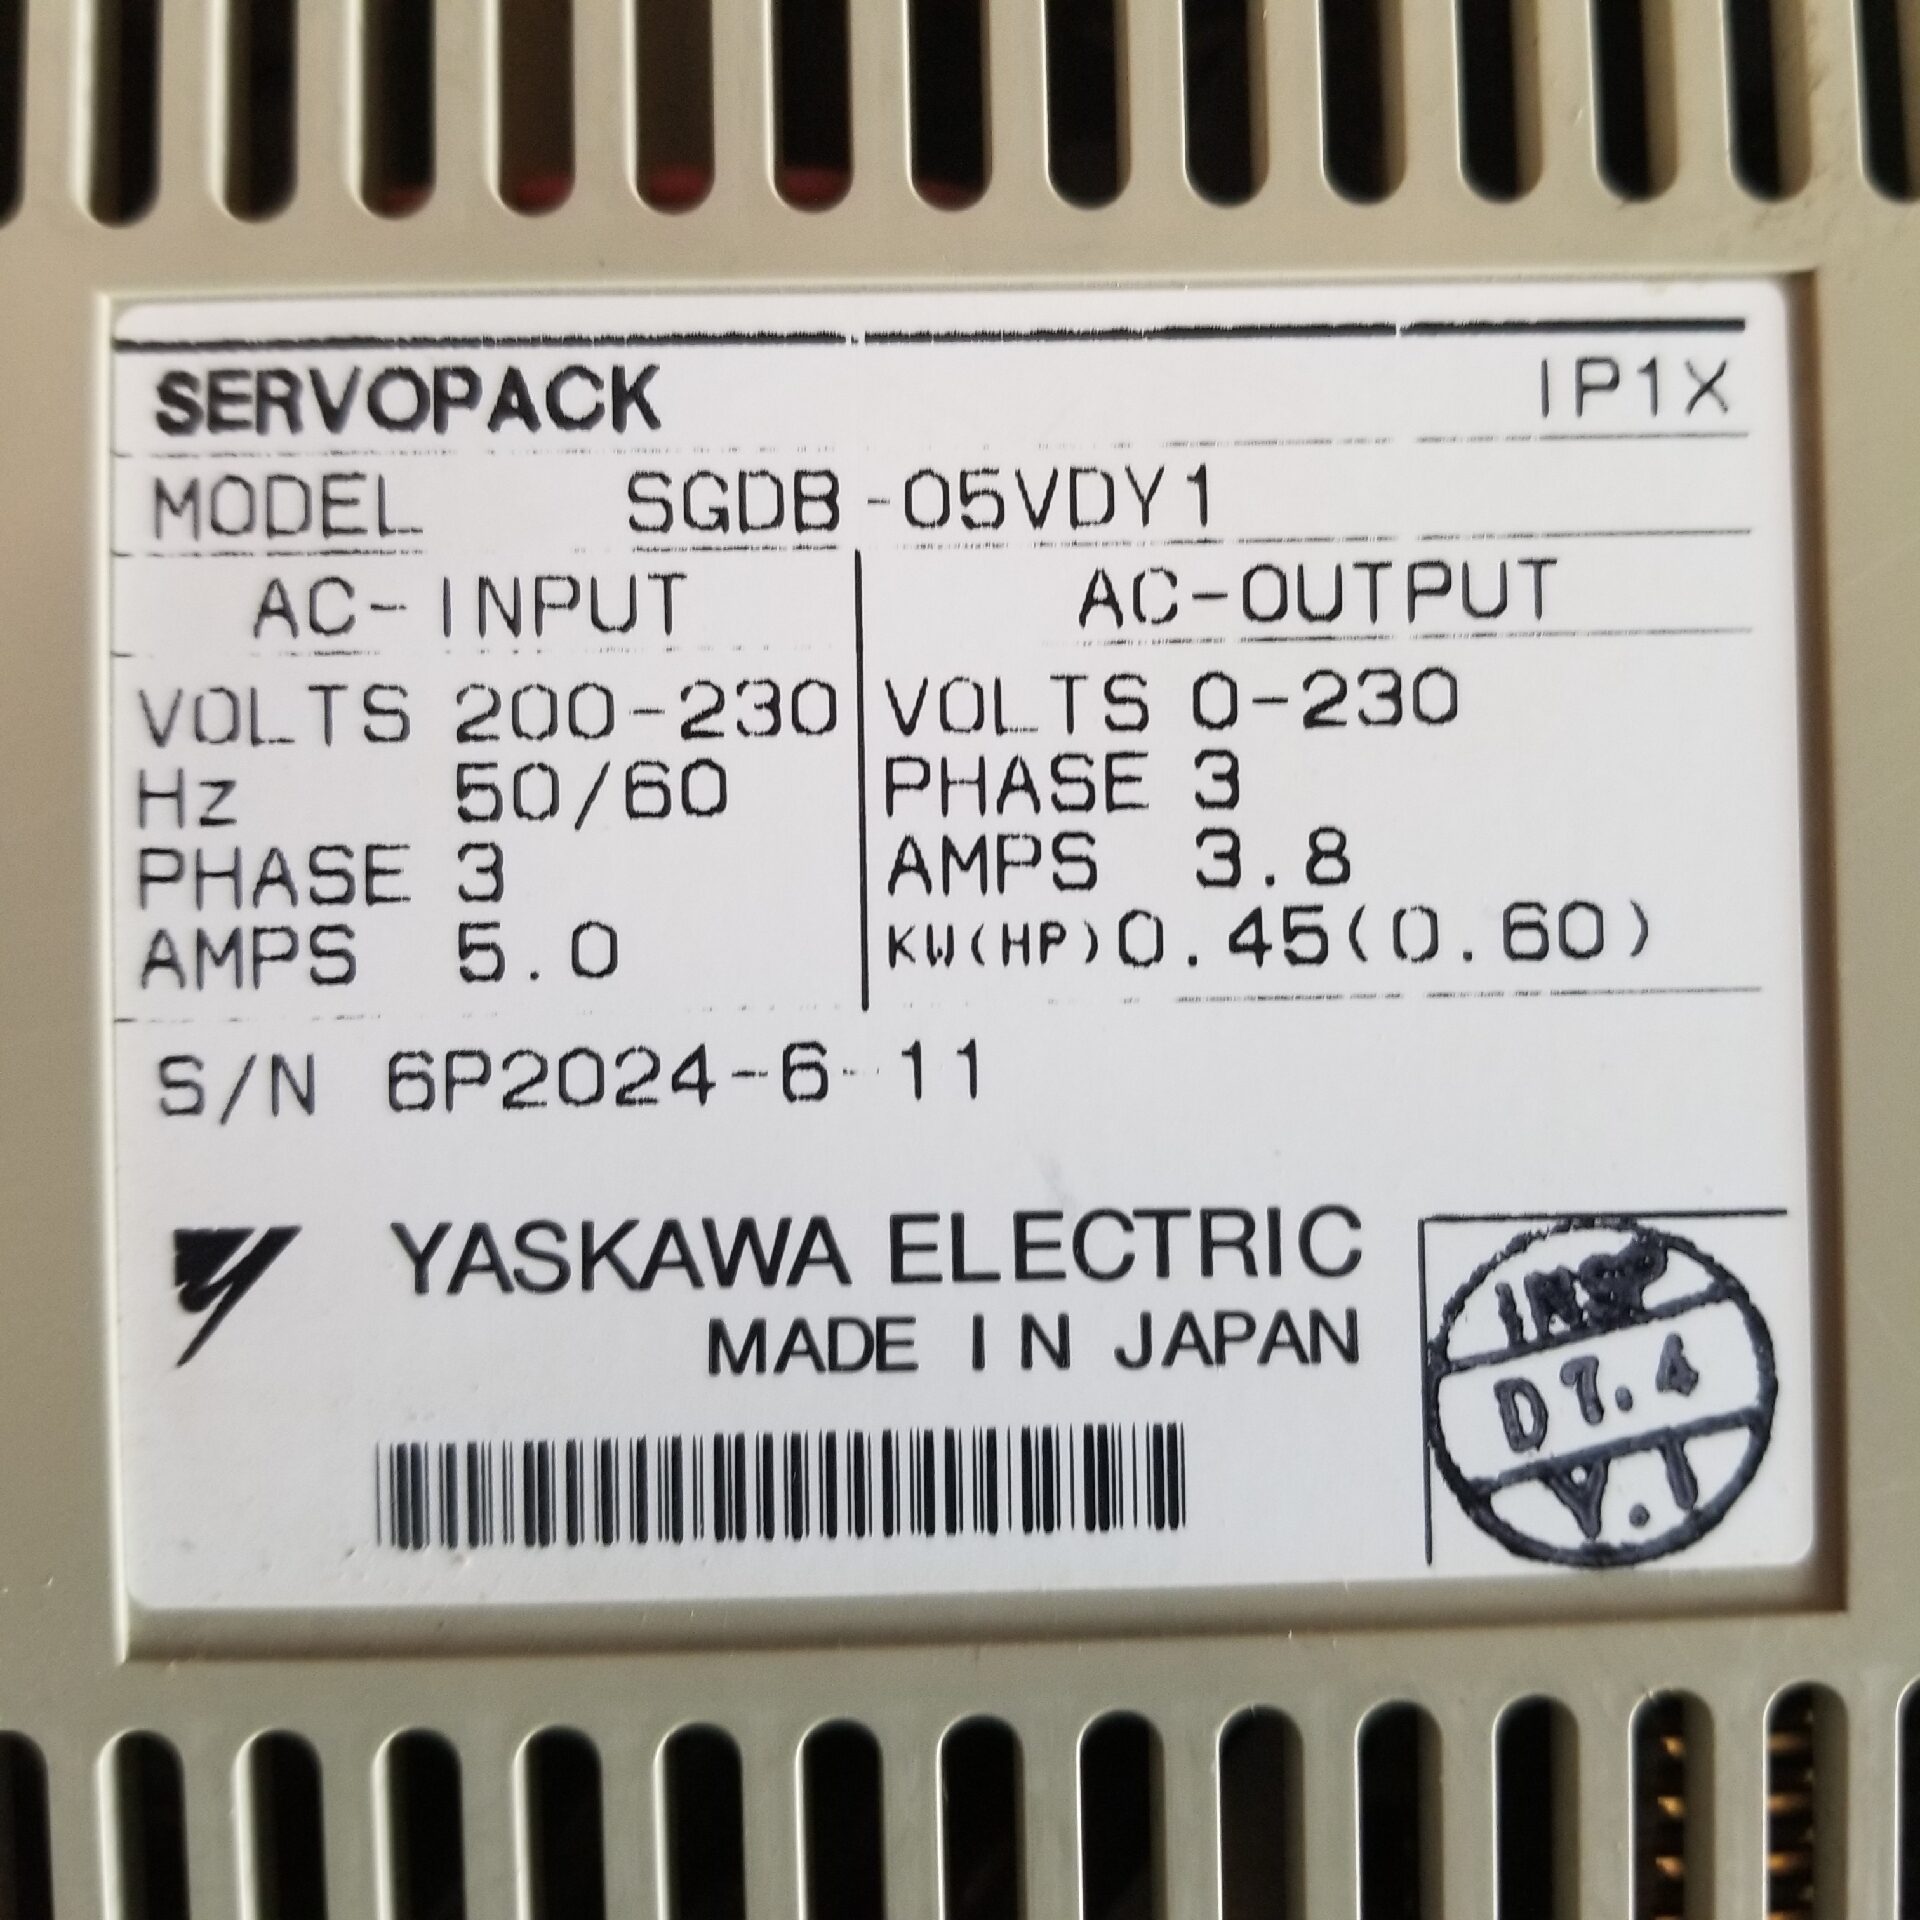 SERVOPACK IP1X
MODEL SGDB-05VDY1
AC-INPUT AC-OUTPUT
VOLTS 200-230 VOLTS 0-230
Hz 50/60 PHASE 3
PHASE 3 AMPS 3.8
AMPS 5.0 KW(HP)0.45(0.60)
S/N 6P2024-6-11
YASKAWA ELECTRIC
MADE IN JAPAN
INSP
D 7.4
Y.I